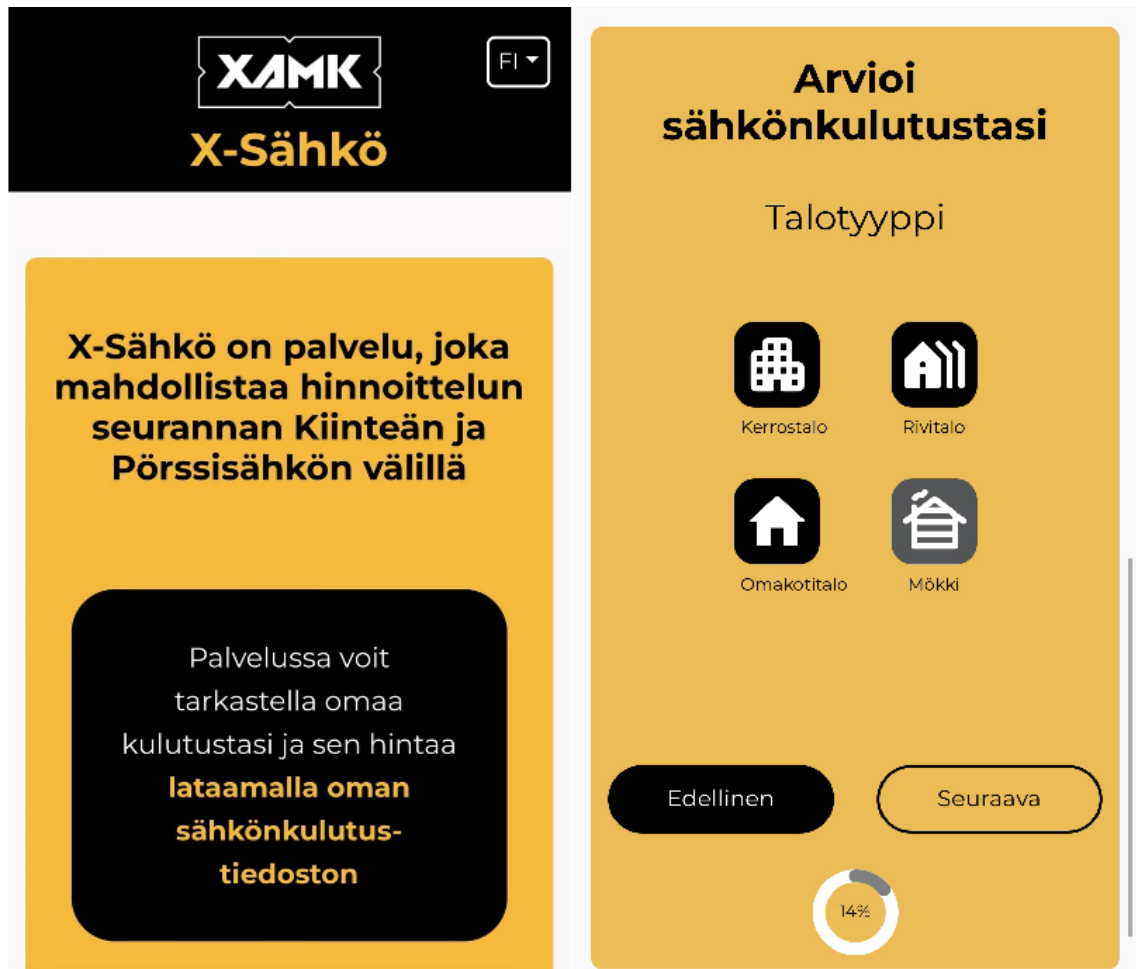 XAMK
FI
X-Sähkö
X-Sähkö on palvelu, joka
mahdollistaa hinnoittelun
seurannan Kiinteän ja
Pörssisähkön välillä
Palvelussa voit
tarkastella omaa
kulutustasi ja sen hintaa
lataamalla oman
sähkönkulutus-
tiedoston
Arvioi
sähkönkulutustasi
Talotyyppi
Kerrostalo
Rivitalo
Omakotitalo
Mökki
Edellinen
Seuraava
14%